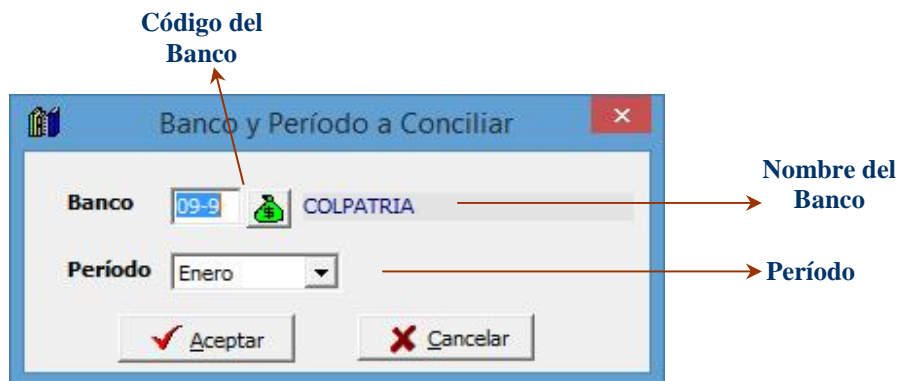 Código del
Banco
Banco y Período a Conciliar
Banco 09-9 COLPATRIA
Nombre del
Banco
Período Enero
Período
Aceptar Cancelar